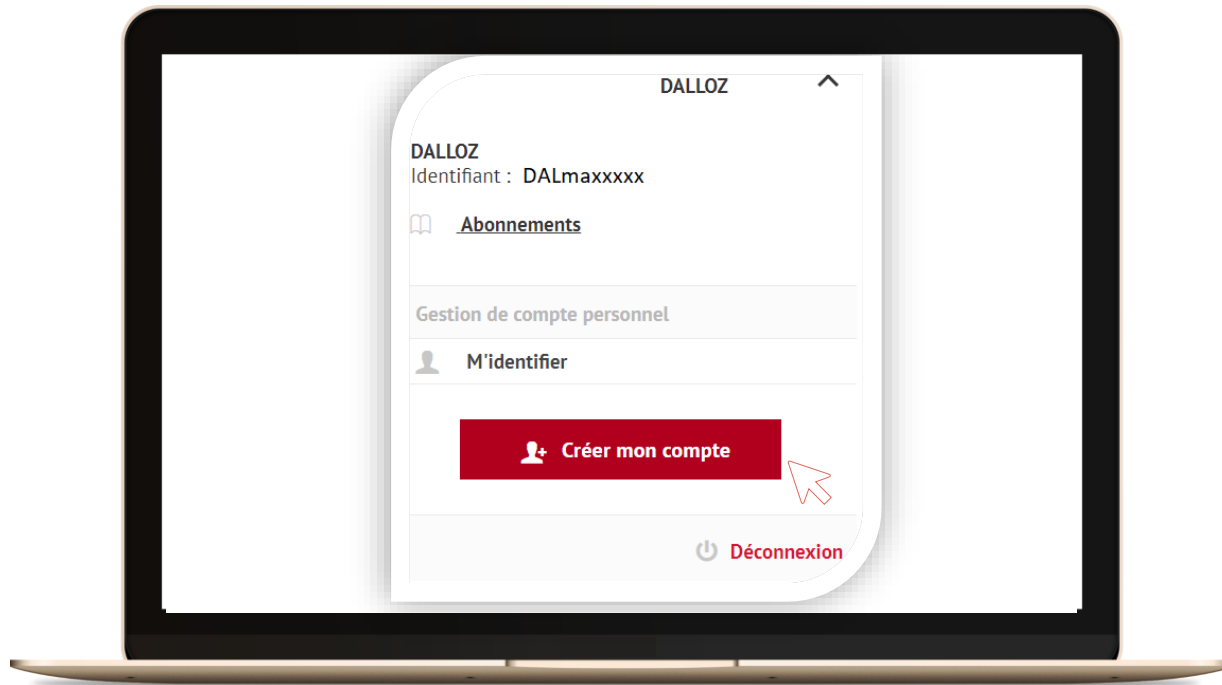 DALLOZ
DALLOZ
Identifiant : DALmaxxxxx
Abonnements
Gestion de compte personnel
M'identifier
Créer mon compte
Déconnexion